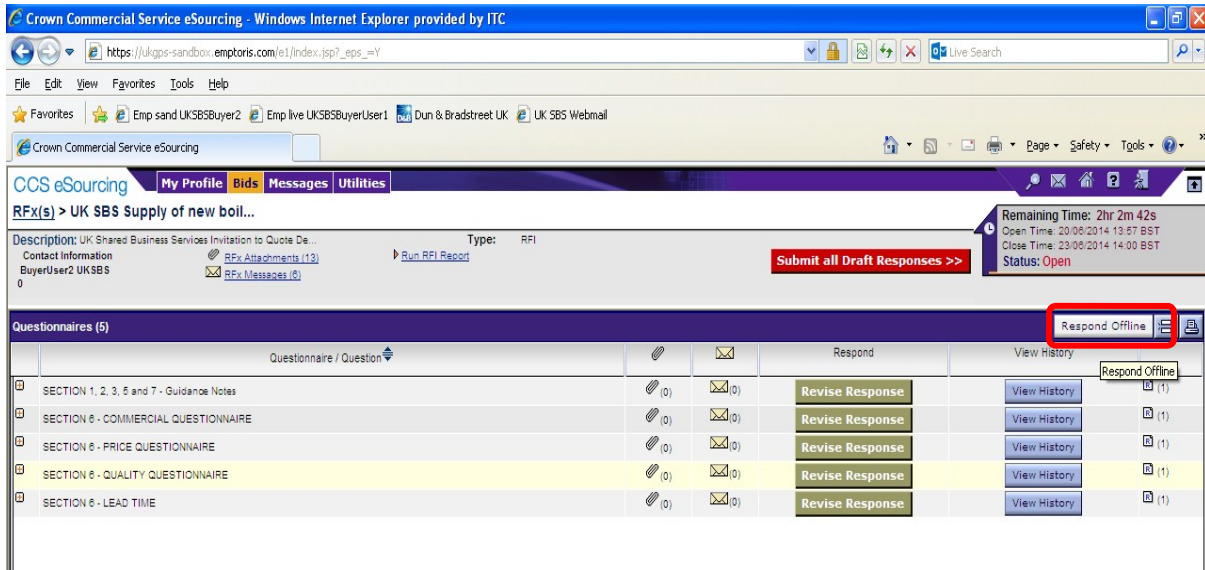 Crown Commercial Service eSourcing - Windows Internet Explorer provided by ITC
https://ukgps-sandbox.emptoris.com/e1/index.jsp?_eps_=Y
Live Search
File Edit View Favorites Tools Help
Favorites Emp sand UKSBSBuyer2 Emp live UKSBSBuyerUser1 Dun & Bradstreet UK UK SBS Webmail
Crown Commercial Service eSourcing
Page Safety Tools »
CCS eSourcing My Profile Bids Messages Utilities
RFx(s) > UK SBS Supply of new boil...
Remaining Time: 2hr 2m 42s
Open Time: 20/06/2014 13:57 BST
Close Time: 23/06/2014 14:00 BST
Status: Open
Description: UK Shared Business Services Invitation to Quote De... Type: RFI
Contact Information RFx Attachments (13) Run RFI Report
BuyerUser2 UKSBS RFx Messages (6)
0
Submit all Draft Responses >>
Questionnaires (5) Respond Offline
Questionnaire / Question Respond View History
Respond Offline
SECTION 1, 2, 3, 5 and 7 - Guidance Notes (0) (0) Revise Response View History R (1)
SECTION 6 - COMMERCIAL QUESTIONNAIRE (0) (0) Revise Response View History R (1)
SECTION 6 - PRICE QUESTIONNAIRE (0) (0) Revise Response View History R (1)
SECTION 6 - QUALITY QUESTIONNAIRE (0) (0) Revise Response View History R (1)
SECTION 6 - LEAD TIME (0) (0) Revise Response View History R (1)